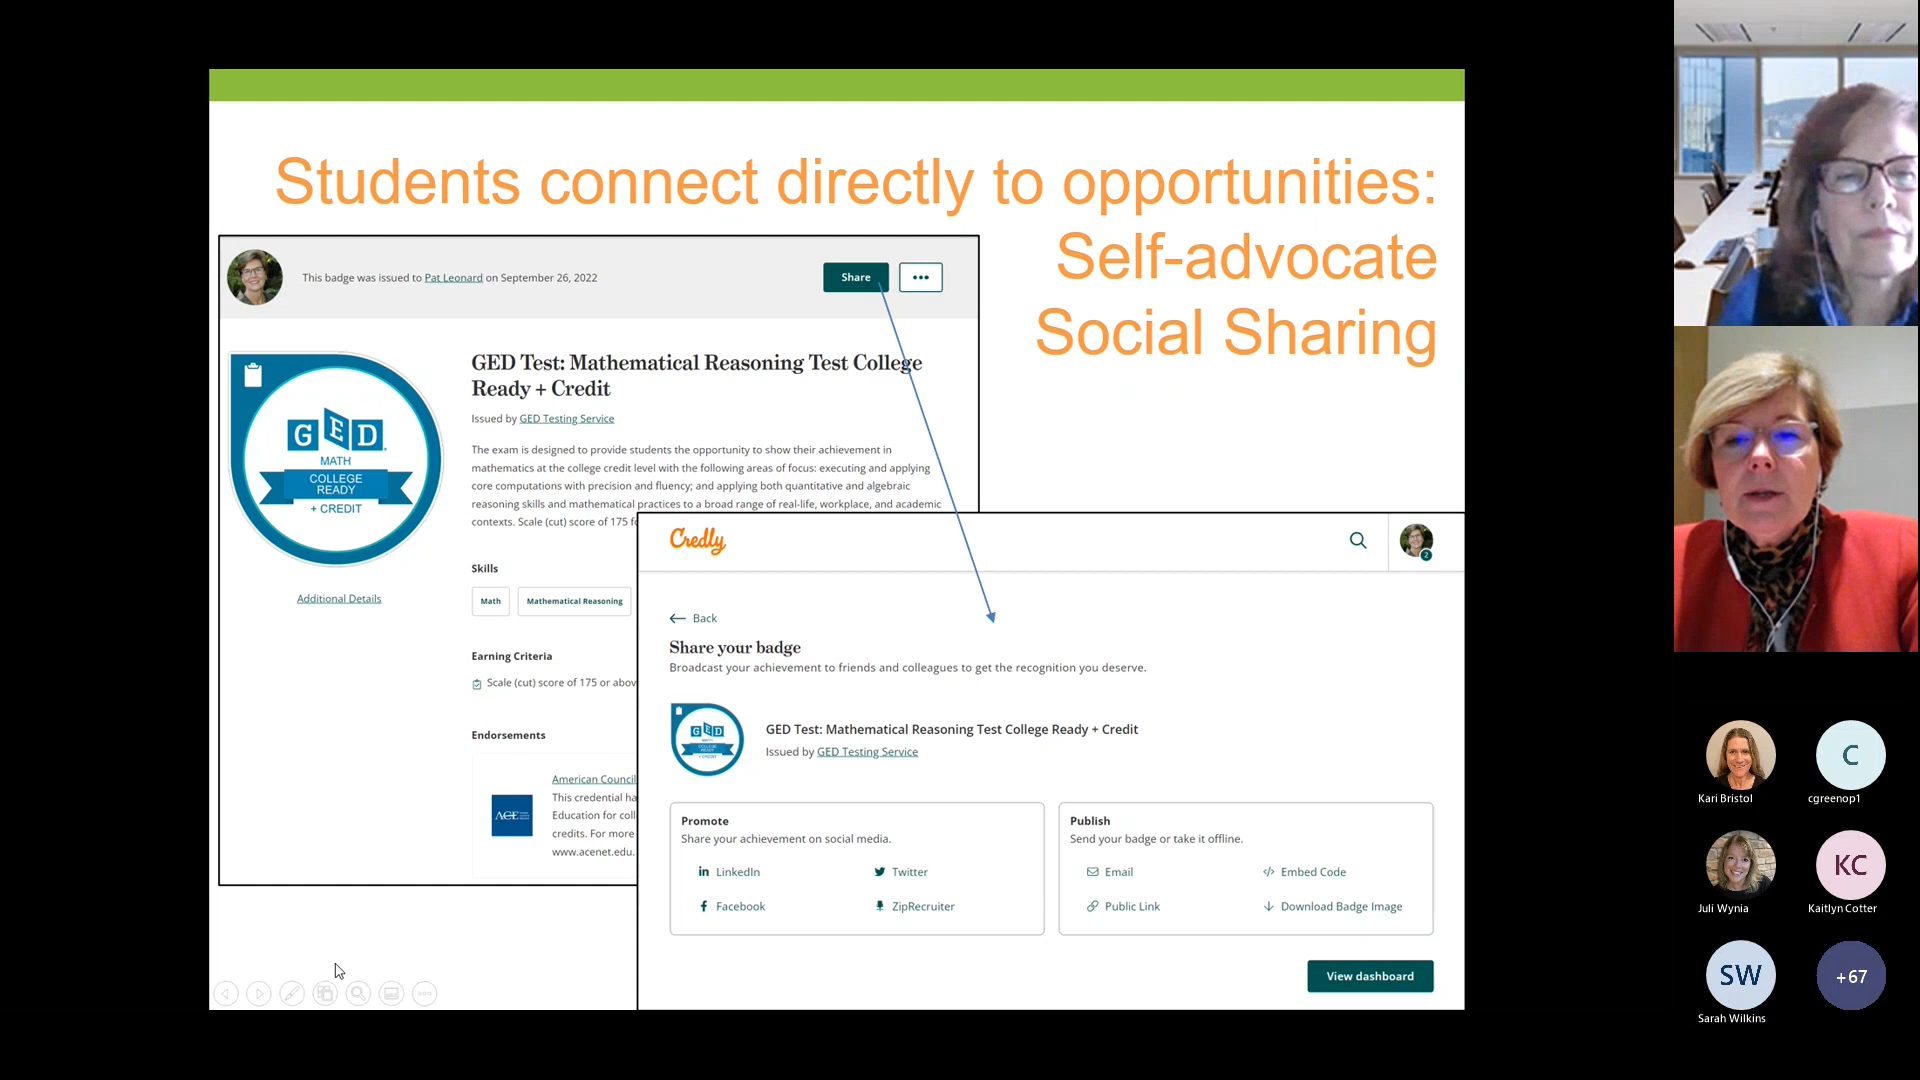 Students connect directly to opportunities:
Self-advocate
Social Sharing
This badge was issued to Pat Leonard on September 26, 2022
Share
GED Test: Mathematical Reasoning Test College
Ready + Credit
Issued by GED Testing Service
The exam is designed to provide students the opportunity to show their achievement in
mathematics at the college credit level with the following areas of focus: executing and applying
core computations with precision and fluency; and applying both quantitative and algebraic
reasoning skills and mathematical practices to a broad range of real-life, workplace, and academic
contexts. Scale (cut) score of 175
GED
MATH
COLLEGE
READY
+ CREDIT
Additional Details
Skills
Math
Mathematical Reasoning
Earning Criteria
Scale (cut) score of 175 or
Endorsements
ACE
American Council
This credential
Education for
credits. For more
www.acenet.edu.
Credly
2
Back
Share your badge
Broadcast your achievement to friends and colleagues to get the recognition you deserve.
GED
MATH
COLLEGE
READY
+ CREDIT
GED Test: Mathematical Reasoning Test College Ready + Credit
Issued by GED Testing Service
Promote
Share your achievement on social media.
LinkedIn
Twitter
Facebook
ZipRecruiter
Publish
Send your badge or take it offline.
Email
Embed Code
Public Link
Download Badge Image
View dashboard
C
Kari Bristol
cgreenop1
KC
Juli Wynia
Kaitlyn Cotter
SW
+67
Sarah Wilkins